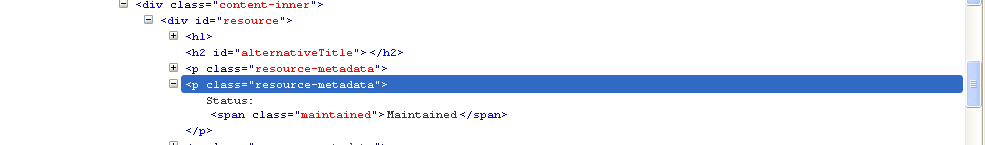 <div class="content-inner">
<div id="resource">
<h1>
<h2 id="alternativeTitle"></h2>
<p class="resource-metadata">
<p class="resource-metadata">
Status:
<span class="maintained">Maintained</span>
</p>